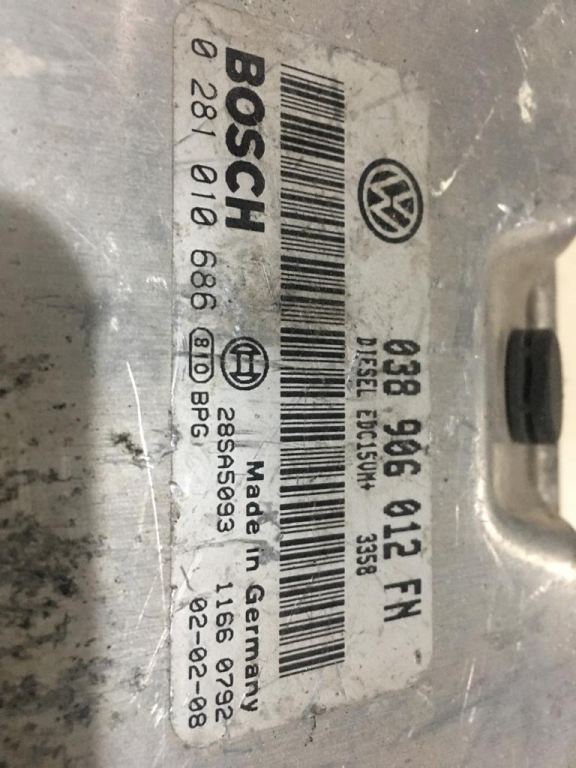 038 906 012 FN
DIESEL EDC15VM+ 3358
BOSCH Made in Germany
0 281 010 686 28SA5093 1166 0792
810 BPG 02-02-08